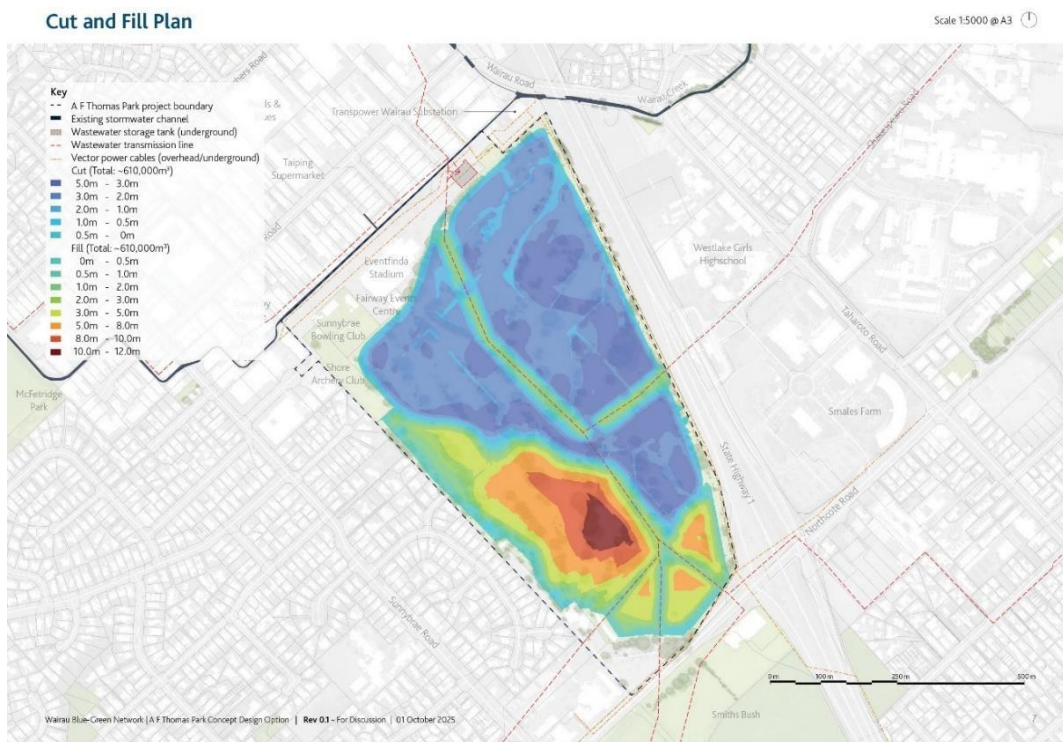 Cut and Fill Plan
Scale 1:5000 @ A3
Key
A F Thomas Park project boundary
Existing stormwater channel
Wastewater storage tank (underground)
Wastewater transmission line
Vector power cables (overhead/underground)
Cut (Total: ~610,000m³)
5.0m - 3.0m
3.0m - 2.0m
2.0m - 1.0m
1.0m - 0.5m
0.5m - 0m
Fill (Total: ~610,000m³)
0m - 0.5m
0.5m - 1.0m
1.0m - 2.0m
2.0m - 3.0m
3.0m - 5.0m
5.0m - 8.0m
8.0m - 10.0m
10.0m - 12.0m
Wairau Road
Wairau Creek
Transpower Wairau Substation
Taiping
Supermarket
Road
Shakespeare Road
Westlake Girls
Highschool
Eventfinda
Stadium
Fairway Events
Centre
Sunnybrae
Bowling Club
Shore
Archery Club
McFetridge
Park
Taharoto Road
Smales Farm
State Highway 1
Northcote Road
Sunnybrae Road
Smiths Bush
0m 100m 250m 500m
Wairau Blue-Green Network | A F Thomas Park Concept Design Option | Rev 0.1 - For Discussion | 01 October 2025
7